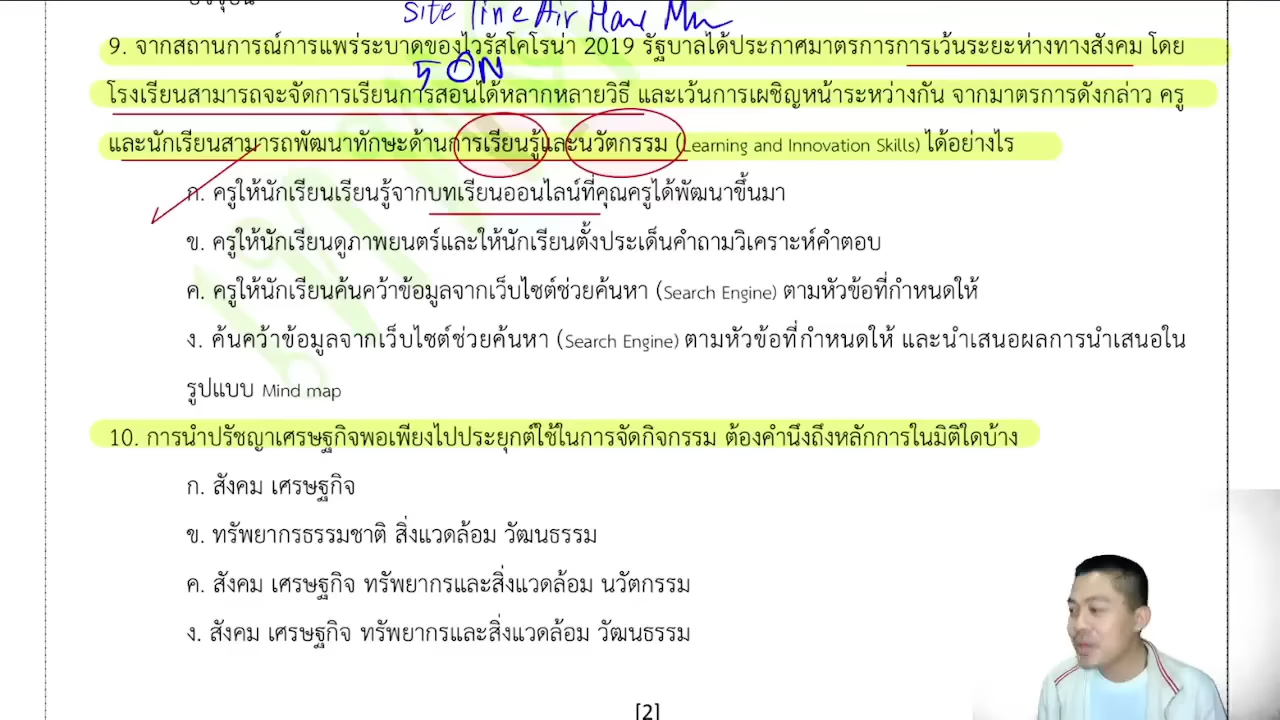 site line Air
5 ON
9. จากสถานการณ์การแพร่ระบาดของไวรัสโคโรน่า 2019 รัฐบาลได้ประกาศมาตรการการเว้นระยะห่างทางสังคม โดย
โรงเรียนสามารถจะจัดการเรียนการสอนได้หลากหลายวิธี และเว้นการเผชิญหน้าระหว่างกัน จากมาตรการดังกล่าว ครู
และนักเรียนสามารถพัฒนาทักษะด้านการเรียนรู้และนวัตกรรม (Learning and Innovation Skills) ได้อย่างไร
ก. ครูให้นักเรียนเรียนรู้จากบทเรียนออนไลน์ที่คุณครูได้พัฒนาขึ้นมา
ข. ครูให้นักเรียนดูภาพยนตร์และให้นักเรียนตั้งประเด็นคำถามวิเคราะห์คำตอบ
ค. ครูให้นักเรียนค้นคว้าข้อมูลจากเว็บไซต์ช่วยค้นหา (Search Engine) ตามหัวข้อที่กำหนดให้
ง. ค้นคว้าข้อมูลจากเว็บไซต์ช่วยค้นหา (Search Engine) ตามหัวข้อที่กำหนดให้ และนำเสนอผลการนำเสนอใน
รูปแบบ Mind map
10. การนำปรัชญาเศรษฐกิจพอเพียงไปประยุกต์ใช้ในการจัดกิจกรรม ต้องคำนึงถึงหลักการในมิติใดบ้าง
ก. สังคม เศรษฐกิจ
ข. ทรัพยากรธรรมชาติ สิ่งแวดล้อม วัฒนธรรม
ค. สังคม เศรษฐกิจ ทรัพยากรและสิ่งแวดล้อม นวัตกรรม
ง. สังคม เศรษฐกิจ ทรัพยากรและสิ่งแวดล้อม วัฒนธรรม
[2]